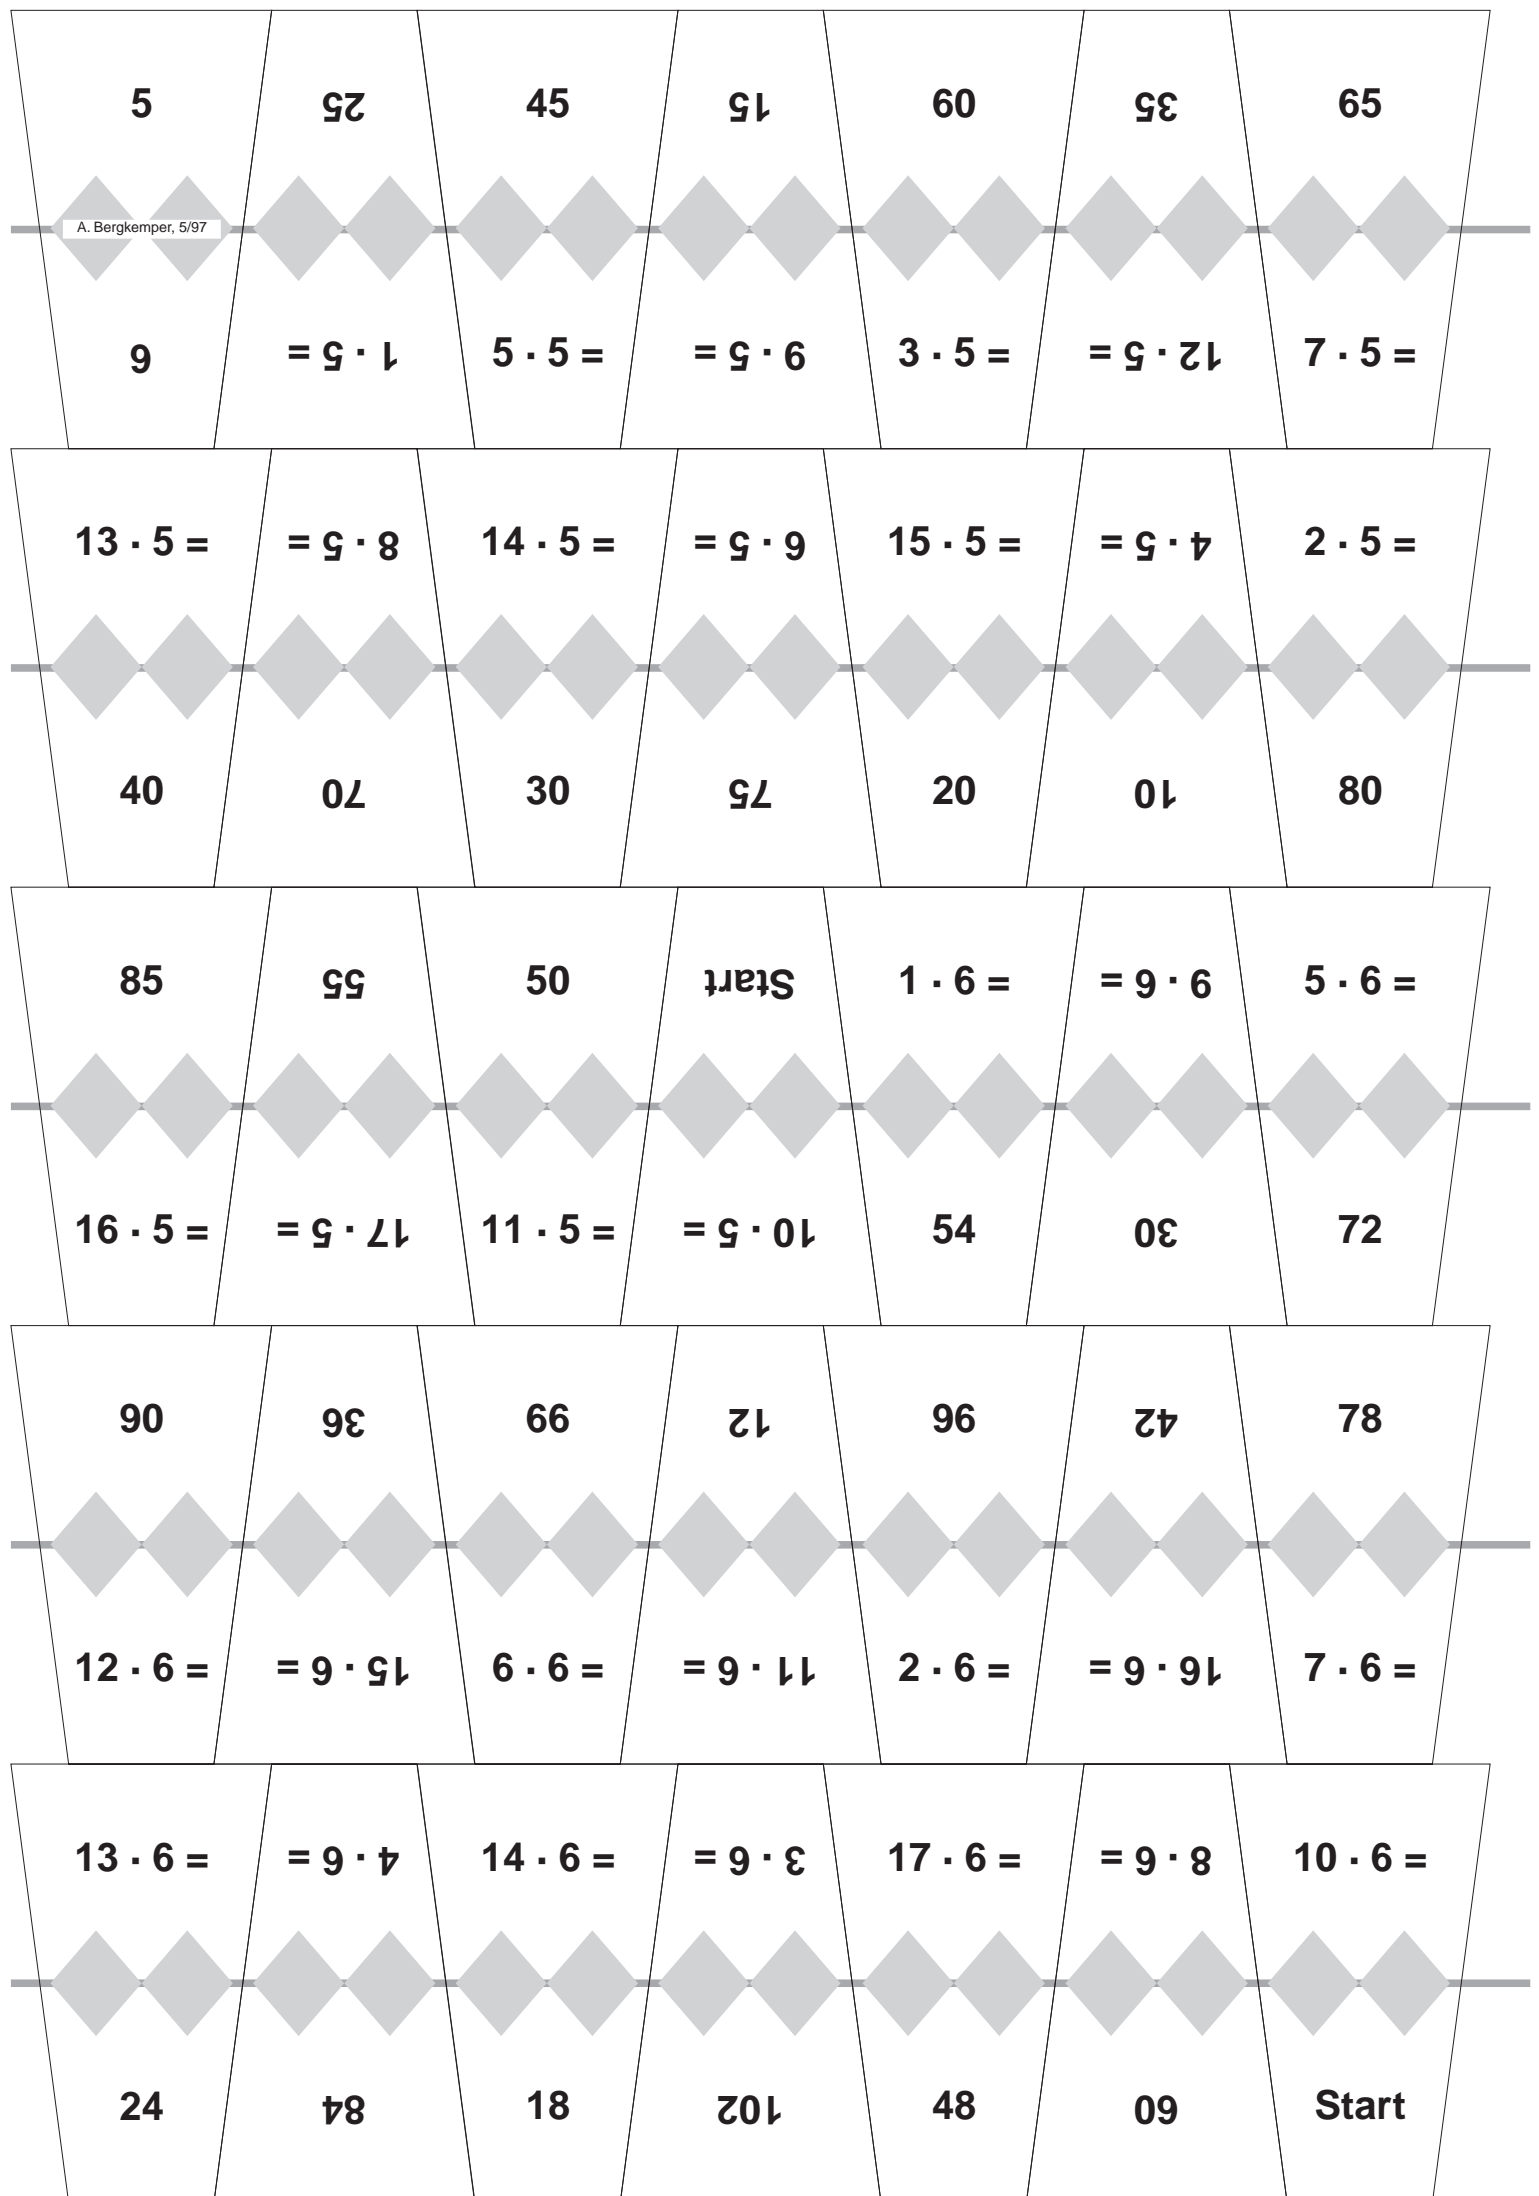 5 25 45 15 60 35 65
A. Bergkemper, 5/97
6 1 · 5 = 5 · 5 = 9 · 5 = 3 · 5 = 12 · 5 = 7 · 5 =
13 · 5 = 8 · 5 = 14 · 5 = 6 · 5 = 15 · 5 = 4 · 5 = 2 · 5 =
40 70 30 75 20 10 80
85 55 50 Start 1 · 6 = 9 · 6 = 5 · 6 =
16 · 5 = 17 · 5 = 11 · 5 = 10 · 5 = 54 30 72
90 36 66 12 96 42 78
12 · 6 = 15 · 6 = 6 · 6 = 11 · 6 = 2 · 6 = 16 · 6 = 7 · 6 =
13 · 6 = 4 · 6 = 14 · 6 = 3 · 6 = 17 · 6 = 8 · 6 = 10 · 6 =
24 84 18 102 48 60 Start